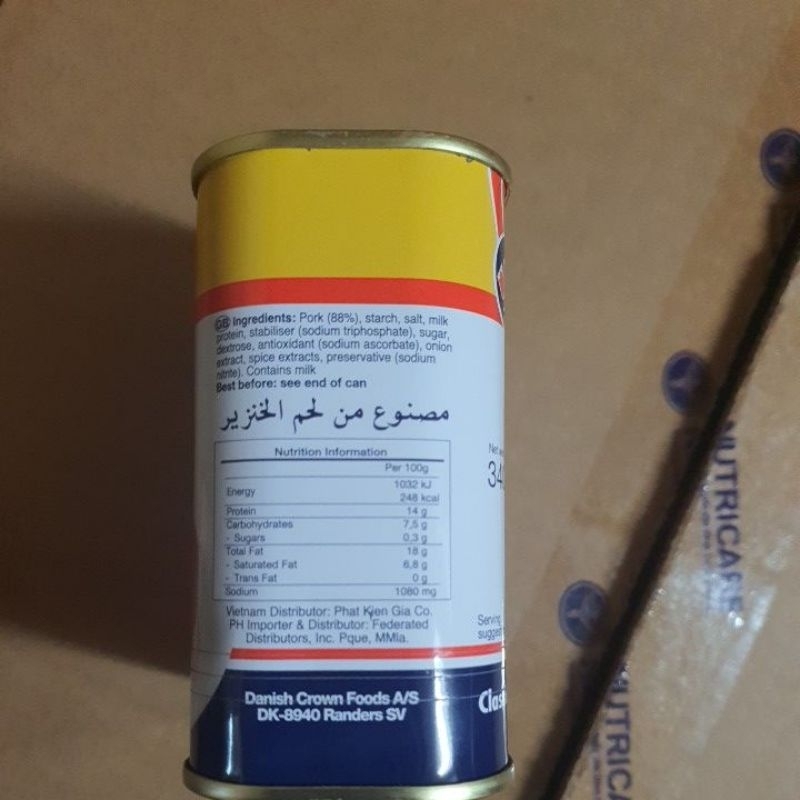 GB Ingredients: Pork (88%), starch, salt, milk
protein, stabiliser (sodium triphosphate), sugar,
dextrose, antioxidant (sodium ascorbate), onion
extract, spice extracts, preservative (sodium
nitrite). Contains milk
Best before: see end of can
مصنوع من لحم الخنزير
Nutrition Information
Per 100g
Energy 1032 kJ
248 kcal
Protein 14 g
Carbohydrates 7,5 g
- Sugars 0,3 g
Total Fat 18 g
- Saturated Fat 6,8 g
- Trans Fat 0 g
Sodium 1080 mg
Vietnam Distributor: Phat Kien Gia Co.
PH Importer & Distributor: Federated
Distributors, Inc. Pque, MMla.
Danish Crown Foods A/S
DK-8940 Randers SV
Net
34
Serving
NUTRICARE
NUTRICARE